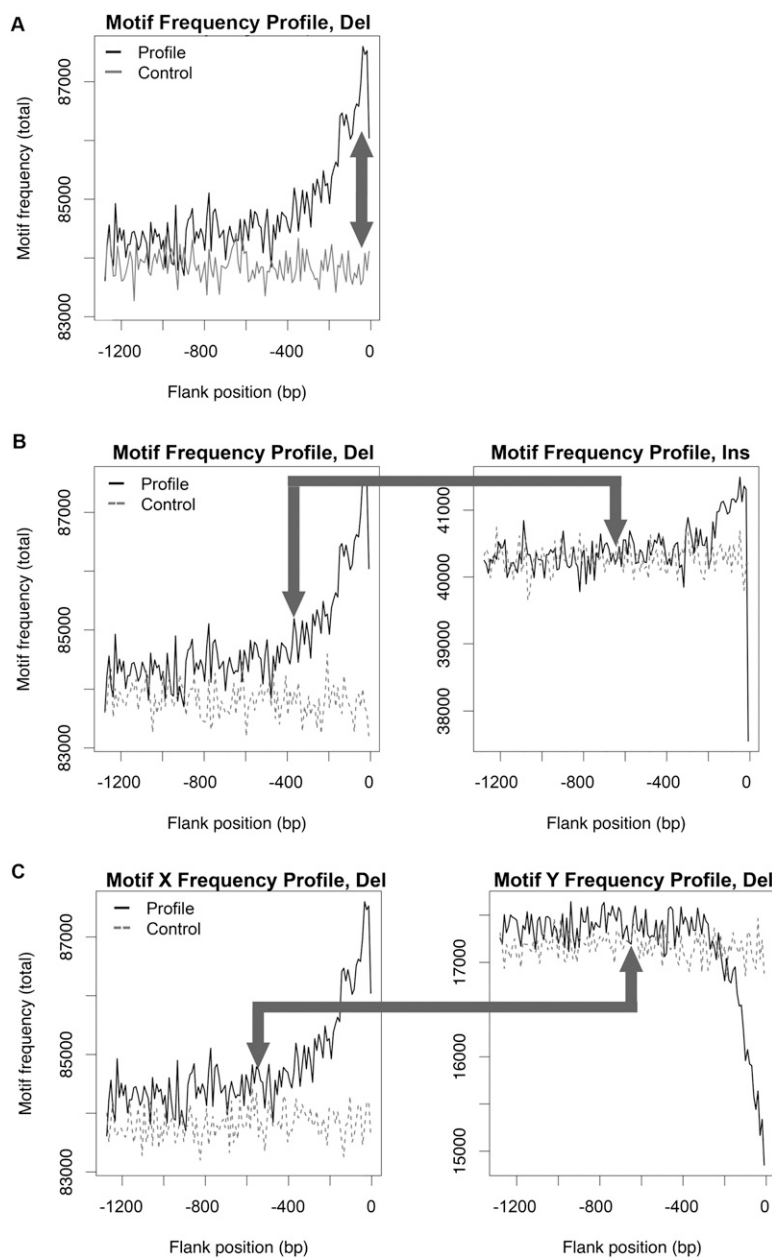 A
Motif Frequency Profile, Del
Profile
Control
Motif frequency (total)
87000
85000
83000
-1200
-800
-400
0
Flank position (bp)
B
Motif Frequency Profile, Del
Profile
Control
Motif frequency (total)
87000
85000
83000
-1200
-800
-400
0
Flank position (bp)
Motif Frequency Profile, Ins
41000
40000
39000
38000
-1200
-800
-400
0
Flank position (bp)
C
Motif X Frequency Profile, Del
Profile
Control
Motif frequency (total)
87000
85000
83000
-1200
-800
-400
0
Flank position (bp)
Motif Y Frequency Profile, Del
17000
16000
15000
-1200
-800
-400
0
Flank position (bp)